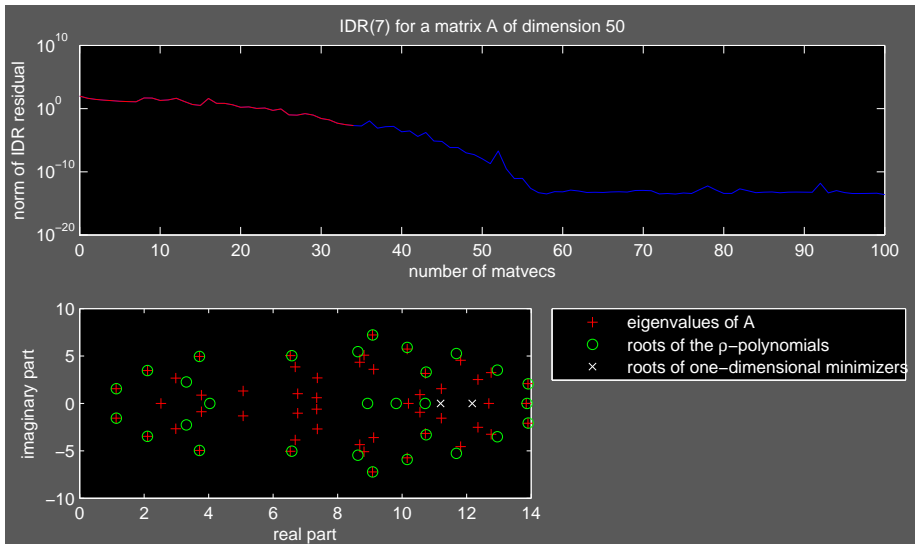 IDR(7) for a matrix A of dimension 50
10^10
10^0
10^−10
10^−20
norm of IDR residual
0 10 20 30 40 50 60 70 80 90 100
number of matvecs
10
5
0
−5
−10
imaginary part
0 2 4 6 8 10 12 14
real part
eigenvalues of A
roots of the ρ−polynomials
roots of one−dimensional minimizers